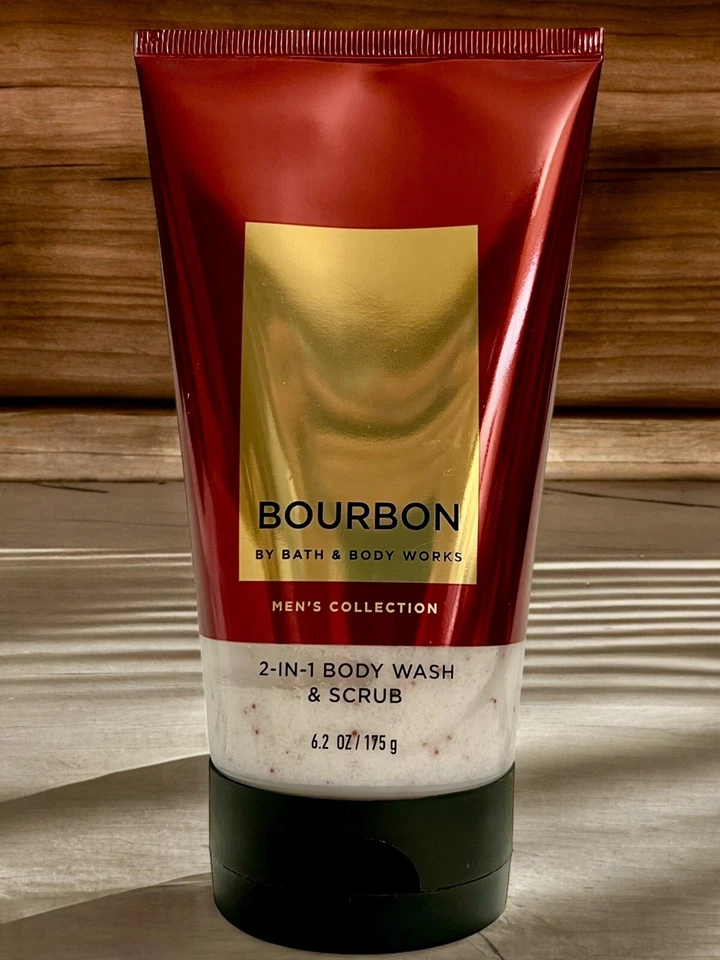 BOURBON
BY BATH & BODY WORKS
MEN'S COLLECTION
2-IN-1 BODY WASH
& SCRUB
6.2 OZ / 175 g